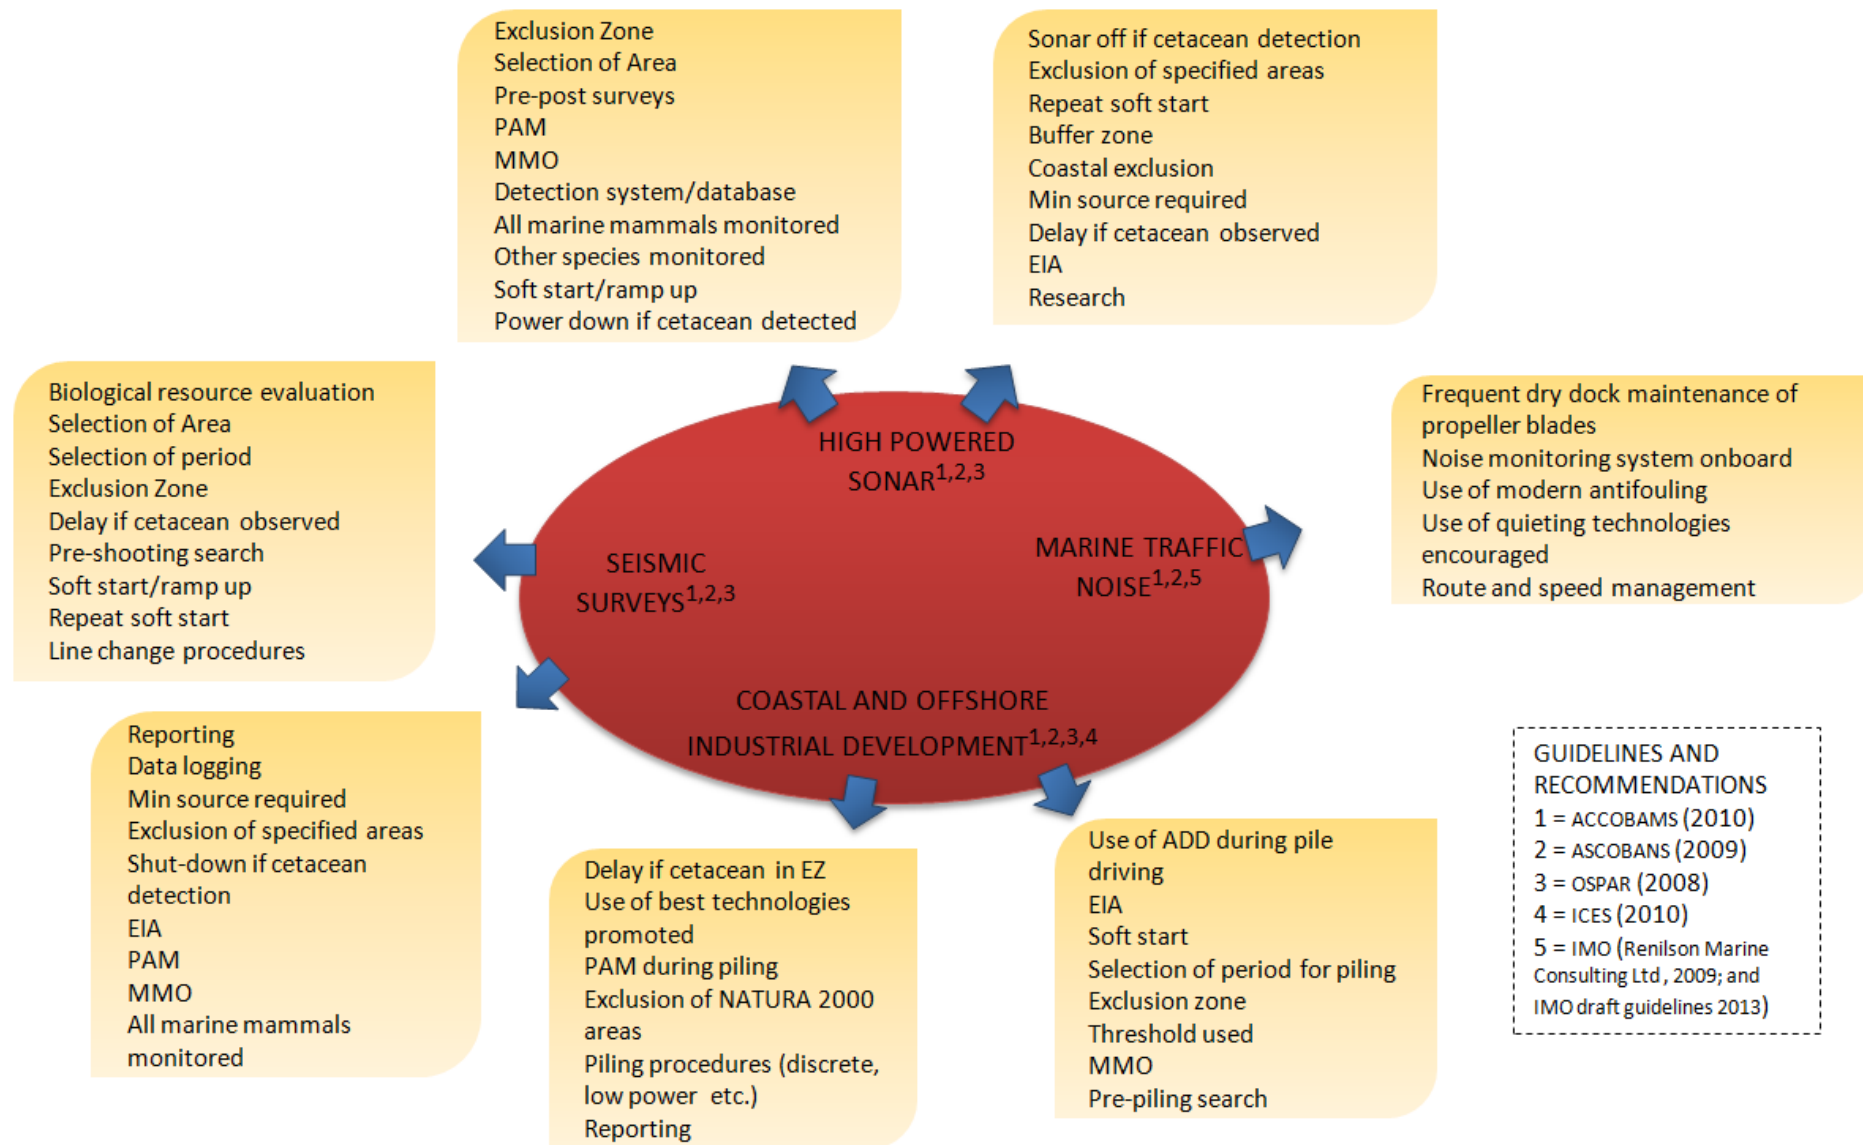 Exclusion Zone
Selection of Area
Pre-post surveys
PAM
MMO
Detection system/database
All marine mammals monitored
Other species monitored
Soft start/ramp up
Power down if cetacean detected
Sonar off if cetacean detection
Exclusion of specified areas
Repeat soft start
Buffer zone
Coastal exclusion
Min source required
Delay if cetacean observed
EIA
Research
Biological resource evaluation
Selection of Area
Selection of period
Exclusion Zone
Delay if cetacean observed
Pre-shooting search
Soft start/ramp up
Repeat soft start
Line change procedures
HIGH POWERED
SONAR1,2,3
SEISMIC
SURVEYS1,2,3
MARINE TRAFFIC
NOISE1,2,5
COASTAL AND OFFSHORE
INDUSTRIAL DEVELOPMENT1,2,3,4
Frequent dry dock maintenance of
propeller blades
Noise monitoring system onboard
Use of modern antifouling
Use of quieting technologies
encouraged
Route and speed management
Reporting
Data logging
Min source required
Exclusion of specified areas
Shut-down if cetacean
detection
EIA
PAM
MMO
All marine mammals
monitored
Delay if cetacean in EZ
Use of best technologies
promoted
PAM during piling
Exclusion of NATURA 2000
areas
Piling procedures (discrete,
low power etc.)
Reporting
Use of ADD during pile
driving
EIA
Soft start
Selection of period for piling
Exclusion zone
Threshold used
MMO
Pre-piling search
GUIDELINES AND
RECOMMENDATIONS
1 = ACCOBAMS (2010)
2 = ASCOBANS (2009)
3 = OSPAR (2008)
4 = ICES (2010)
5 = IMO (Renilson Marine
Consulting Ltd, 2009; and
IMO draft guidelines 2013)